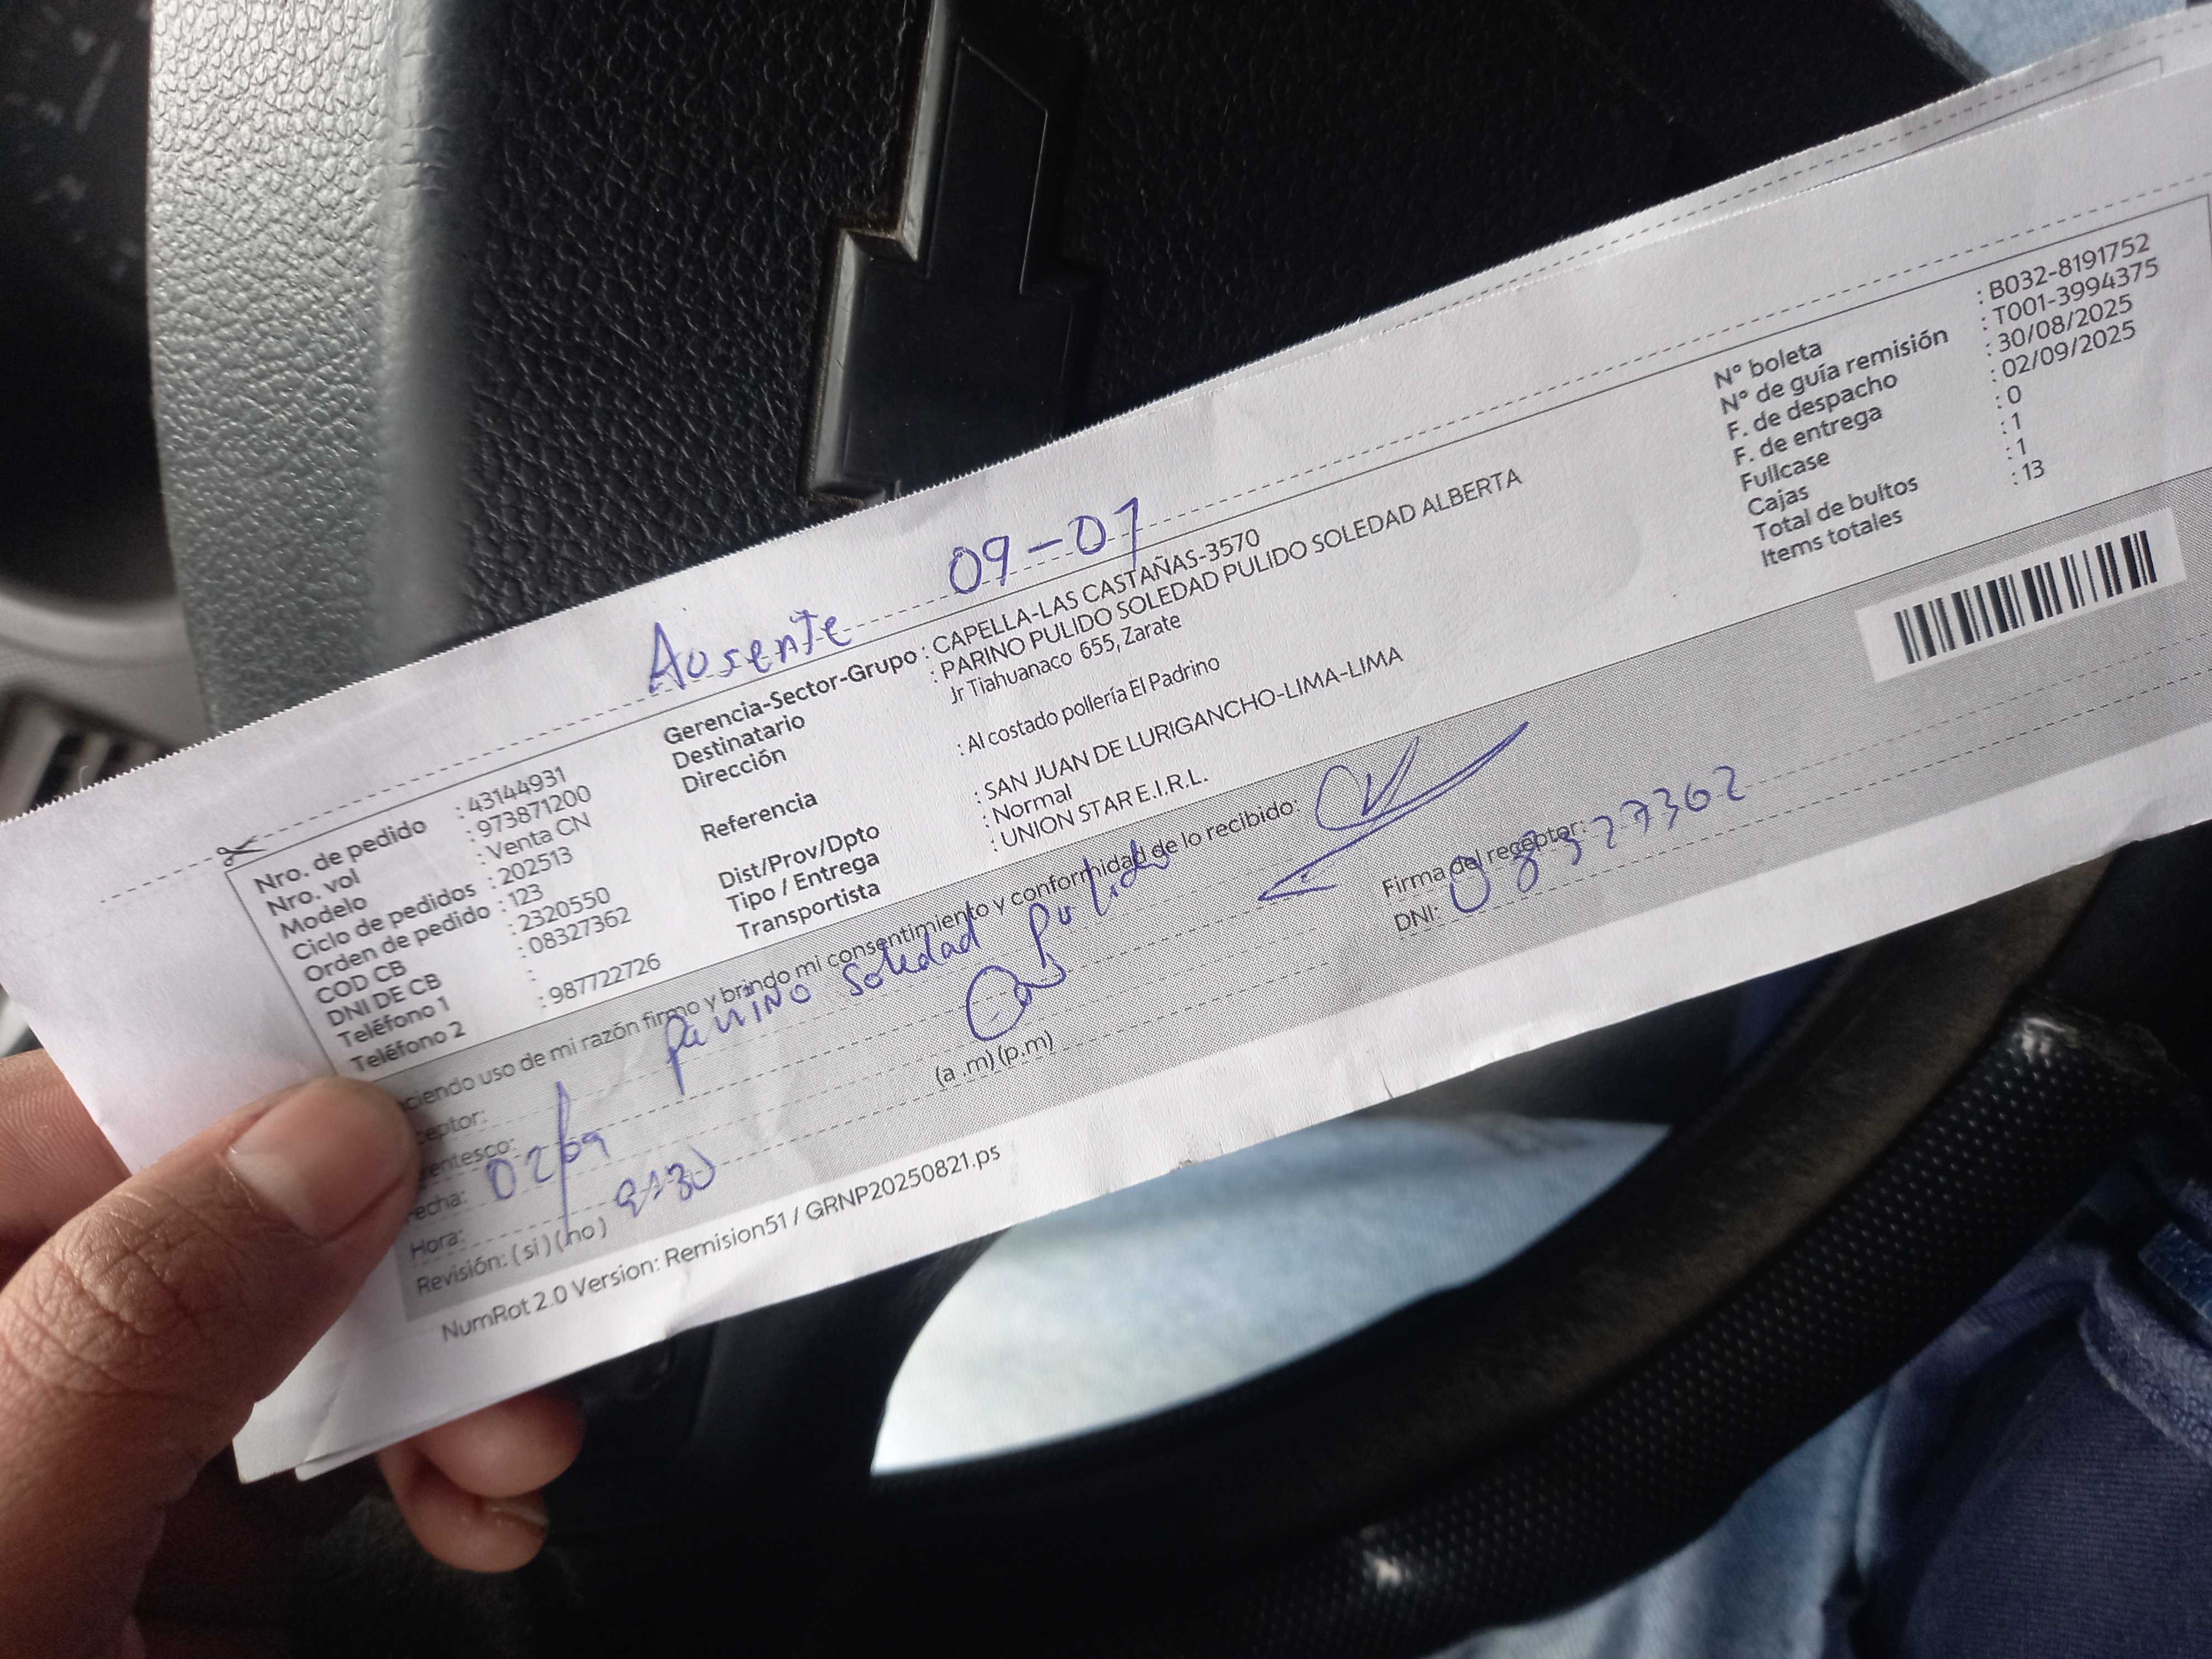 Ausente 09-07
Nro. de pedido : 43144931
Nro. vol : 973871200
Modelo : Venta CN
Ciclo de pedidos : 202513
Orden de pedido : 123
COD CB : 2320550
DNI DE CB : 08327362
Teléfono 1 :
Teléfono 2 : 987722726
Gerencia-Sector-Grupo : CAPELLA-LAS CASTAÑAS-3570
Destinatario : PARINO PULIDO SOLEDAD PULIDO SOLEDAD ALBERTA
Dirección Jr Tiahuanaco 655, Zarate
Referencia : Al costado pollería El Padrino
Dist/Prov/Dpto : SAN JUAN DE LURIGANCHO-LIMA-LIMA
Tipo / Entrega : Normal
Transportista : UNION STAR E.I.R.L.
N° boleta : B032-8191752
N° de guía remisión : T001-3994375
F. de despacho : 30/08/2025
F. de entrega : 02/09/2025
Fullcase : 0
Cajas : 1
Total de bultos : 1
Items totales : 13
ciendo uso de mi razón firmo y brindo mi consentimiento y conformidad de lo recibido:
ceptor: Parino Soledad Pulido
entesco:
echa: 02/09
Hora: 9:30 (a .m) (p.m)
Revisión: ( si ) ( no )
Firma del receptor:
DNI: 08327362
NumRot 2.0 Version: Remision51 / GRNP20250821.ps